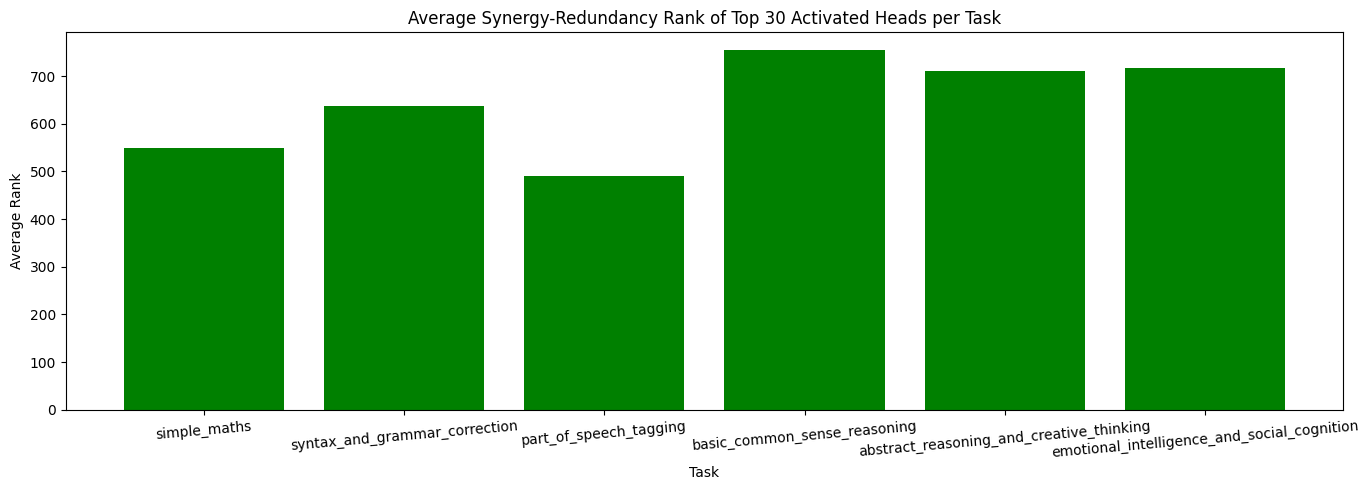 Average Synergy-Redundancy Rank of Top 30 Activated Heads per Task
Average Rank
700
600
500
400
300
200
100
0
simple_maths
syntax_and_grammar_correction
part_of_speech_tagging
basic_common_sense_reasoning
abstract_reasoning_and_creative_thinking
emotional_intelligence_and_social_cognition
Task